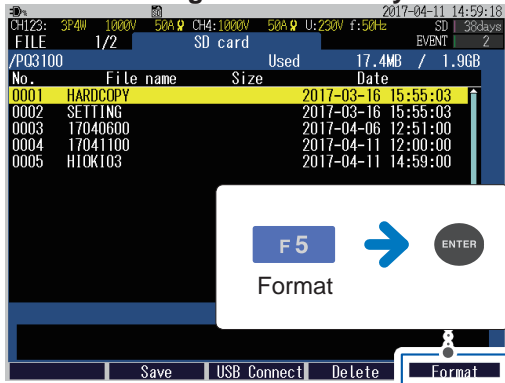 2017-04-11 14:59:18
CH123: 3P4W 1000V 50A CH4:1000V 50A U:230V f:50Hz SD 38days
FILE 1/2 SD card EVENT 2
/PQ3100 Used 17.4MB / 1.9GB
No. File name Size Date
0001 HARDCOPY 2017-03-16 15:55:03
0002 SETTING 2017-03-16 15:55:03
0003 17040600 2017-04-06 12:51:00
0004 17041100 2017-04-11 12:00:00
0005 HIOKI03 2017-04-11 14:59:00
F 5 ENTER
Format
8
Save USB Connect Delete Format